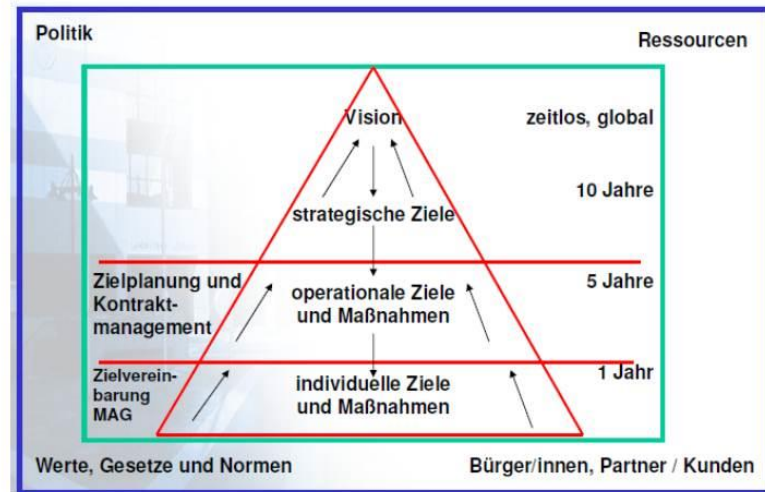 Politik
Ressourcen
Vision
zeitlos, global
10 Jahre
strategische Ziele
Zielplanung und
Kontrakt-
management
operationale Ziele
und Maßnahmen
5 Jahre
Zielverein-
barung
MAG
individuelle Ziele
und Maßnahmen
1 Jahr
Werte, Gesetze und Normen
Bürger/innen, Partner / Kunden